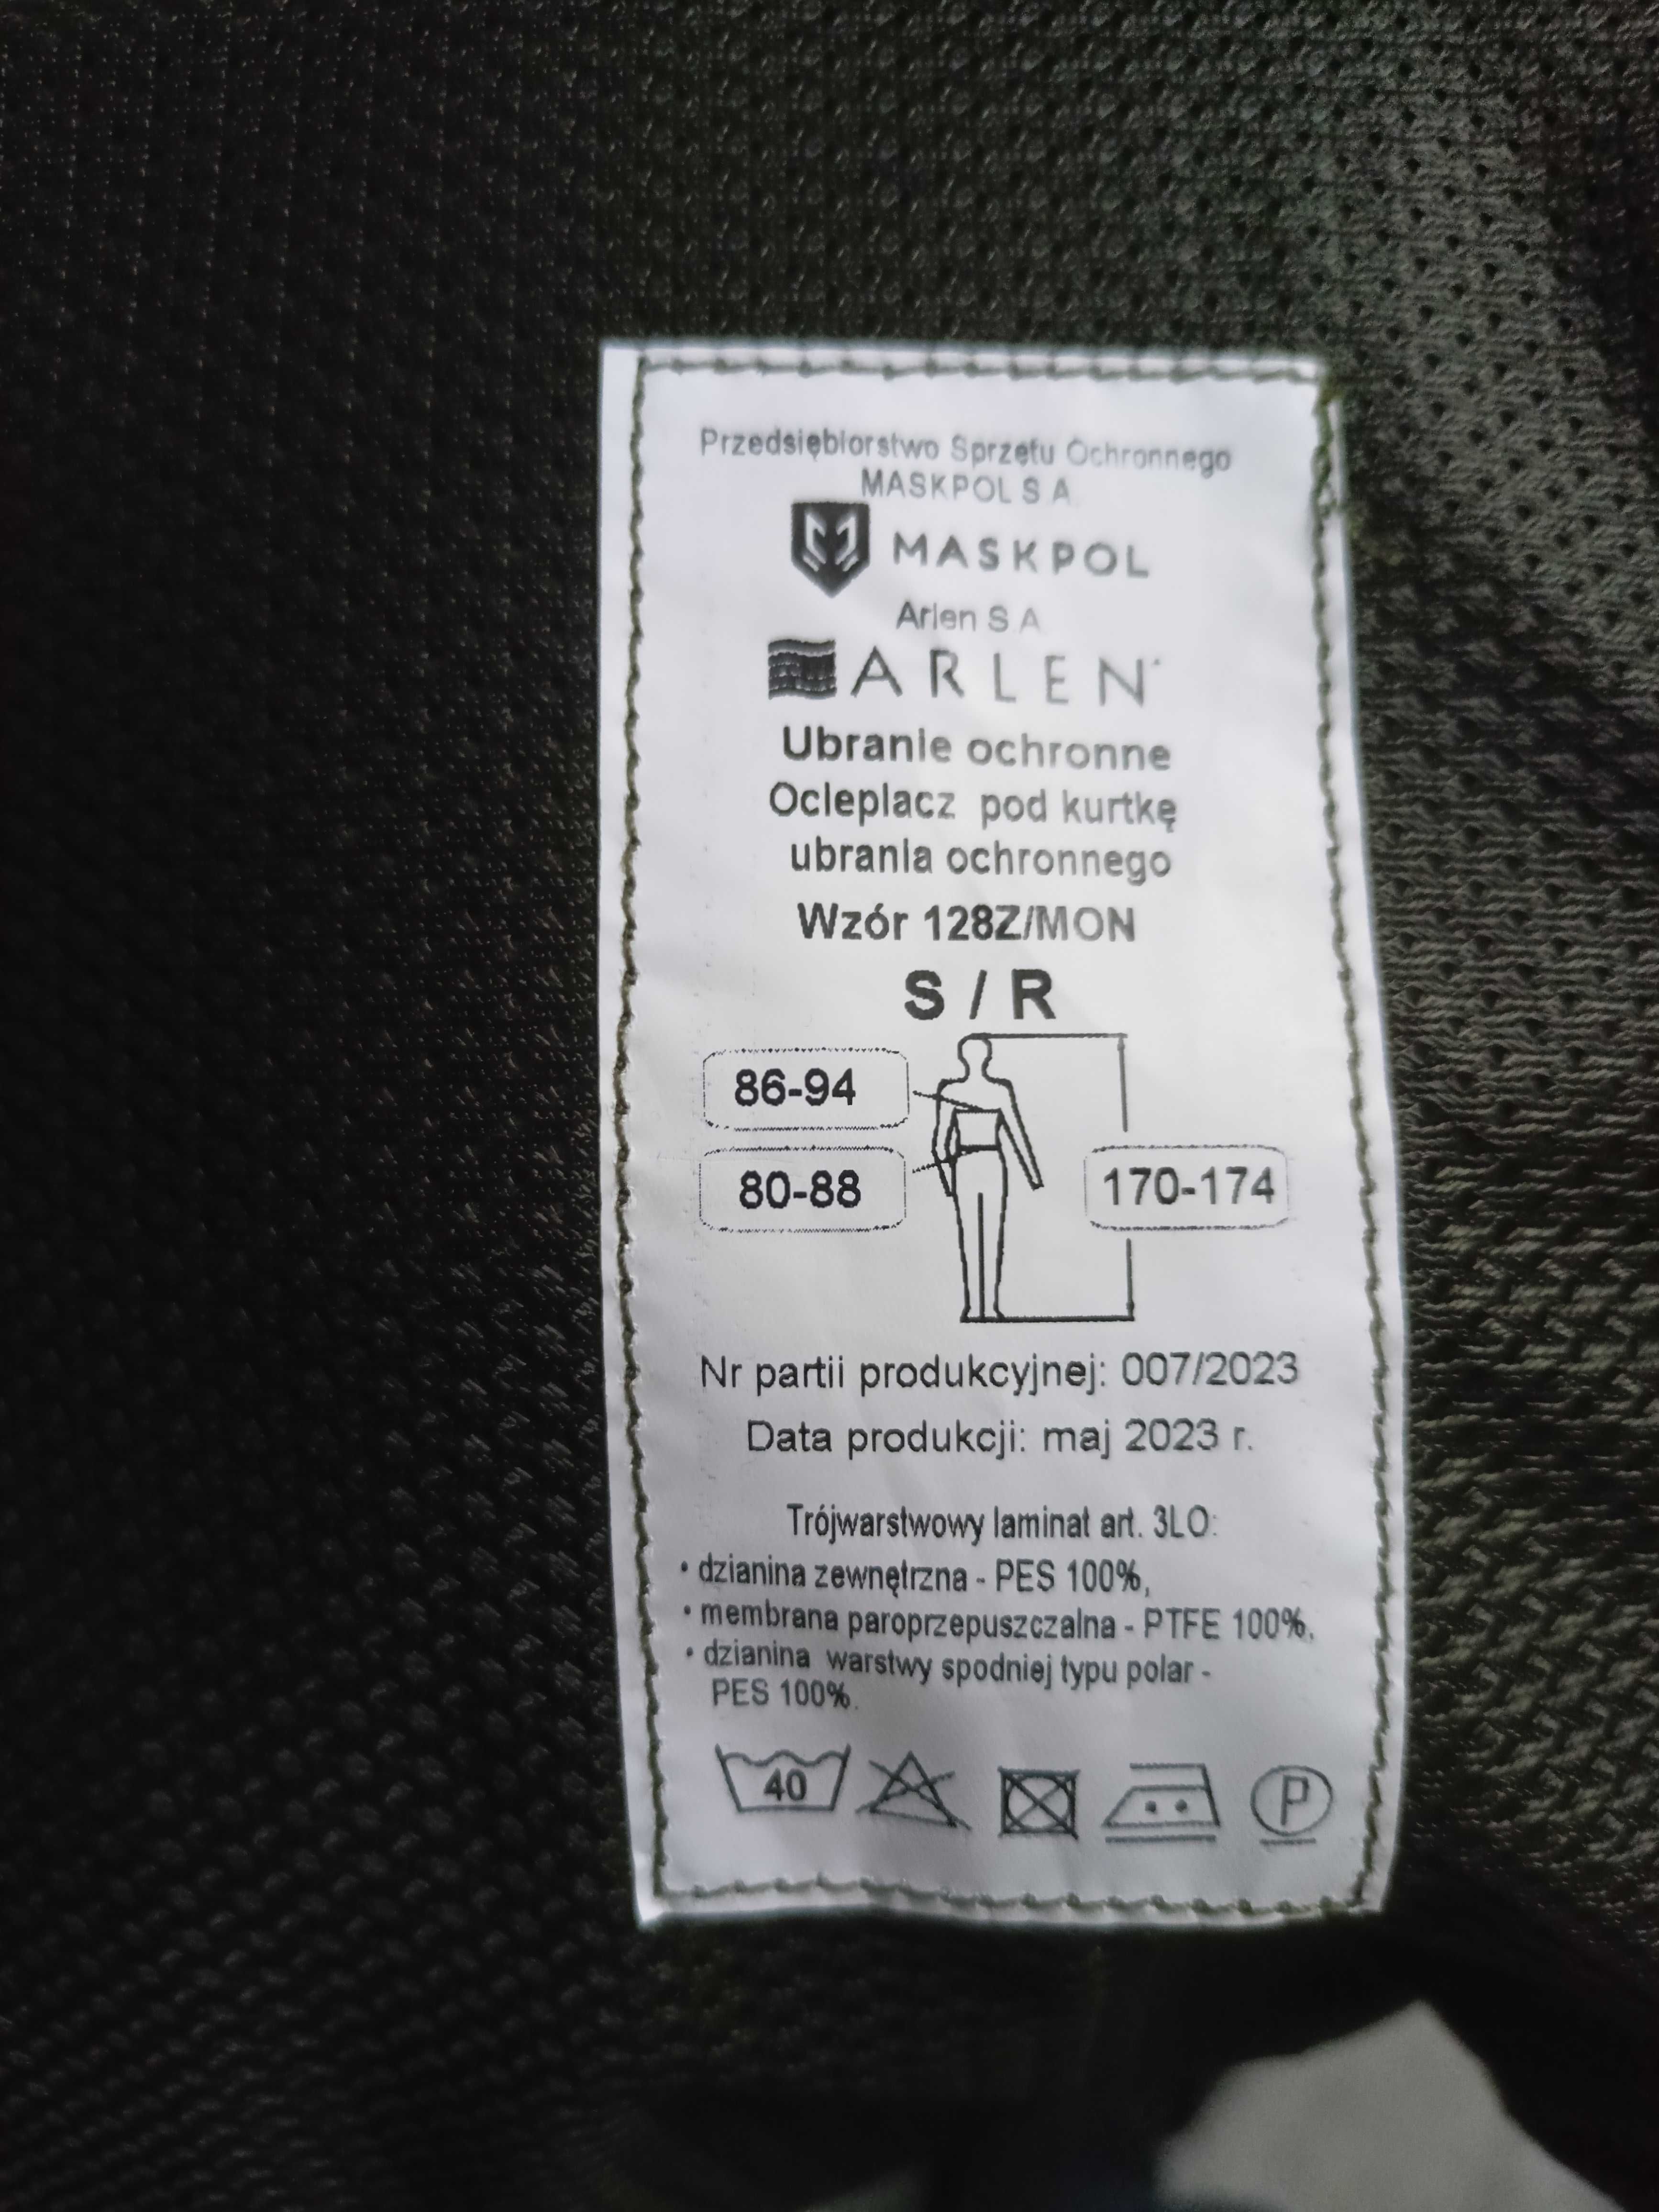 Przedsiębiorstwo Sprzętu Ochronnego
MASKPOL S A
MASKPOL
Arlen S A
ARLEN
Ubranie ochronne
Ocieplacz pod kurtkę
ubrania ochronnego
Wzór 128Z/MON
S / R
86-94
80-88
170-174
Nr partii produkcyjnej: 007/2023
Data produkcji: maj 2023 r.
Trójwarstwowy laminat art. 3LO:
• dzianina zewnętrzna - PES 100%,
• membrana paroprzepuszczalna - PTFE 100%,
• dzianina warstwy spodniej typu polar -
PES 100%.
40
P